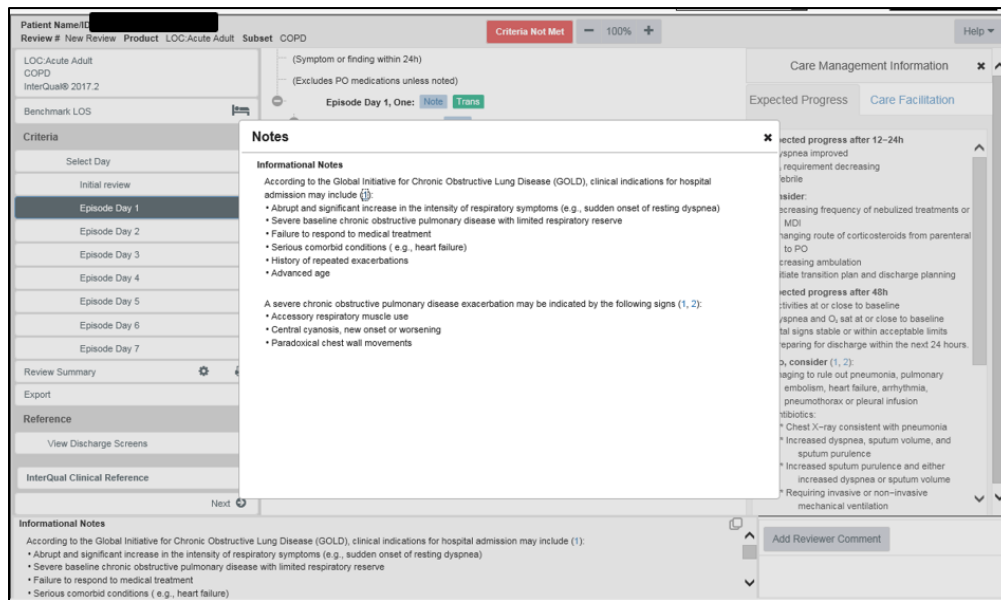 Patient Name/ID
Review # New Review Product LOC:Acute Adult Subset COPD
Criteria Not Met
100%
Help
LOC:Acute Adult
COPD
InterQual® 2017.2
Benchmark LOS
Criteria
Select Day
Initial review
Episode Day 1
Episode Day 2
Episode Day 3
Episode Day 4
Episode Day 5
Episode Day 6
Episode Day 7
Review Summary
Export
Reference
View Discharge Screens
InterQual Clinical Reference
Next
(Symptom or finding within 24h)
(Excludes PO medications unless noted)
Episode Day 1, One: Note Trans
Notes
Informational Notes
According to the Global Initiative for Chronic Obstructive Lung Disease (GOLD), clinical indications for hospital
admission may include (1):
• Abrupt and significant increase in the intensity of respiratory symptoms (e.g., sudden onset of resting dyspnea)
• Severe baseline chronic obstructive pulmonary disease with limited respiratory reserve
• Failure to respond to medical treatment
• Serious comorbid conditions ( e.g., heart failure)
• History of repeated exacerbations
• Advanced age
A severe chronic obstructive pulmonary disease exacerbation may be indicated by the following signs (1, 2):
• Accessory respiratory muscle use
• Central cyanosis, new onset or worsening
• Paradoxical chest wall movements
Care Management Information
Expected Progress
Care Facilitation
pected progress after 12–24h
yspnea improved
requirement decreasing
ebrile
nsider:
ecreasing frequency of nebulized treatments or
MDI
hanging route of corticosteroids from parenteral
to PO
creasing ambulation
itiate transition plan and discharge planning
pected progress after 48h
ctivities at or close to baseline
yspnea and O₂ sat at or close to baseline
tal signs stable or within acceptable limits
reparing for discharge within the next 24 hours.
o, consider (1, 2):
aging to rule out pneumonia, pulmonary
embolism, heart failure, arrhythmia,
pneumothorax or pleural infusion
ntibiotics:
* Chest X–ray consistent with pneumonia
* Increased dyspnea, sputum volume, and
sputum purulence
* Increased sputum purulence and either
increased dyspnea or sputum volume
* Requiring invasive or non–invasive
mechanical ventilation
Informational Notes
According to the Global Initiative for Chronic Obstructive Lung Disease (GOLD), clinical indications for hospital admission may include (1):
• Abrupt and significant increase in the intensity of respiratory symptoms (e.g., sudden onset of resting dyspnea)
• Severe baseline chronic obstructive pulmonary disease with limited respiratory reserve
• Failure to respond to medical treatment
• Serious comorbid conditions ( e.g., heart failure)
Add Reviewer Comment